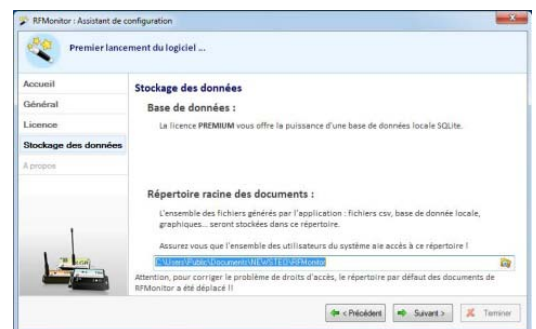 RFMonitor : Assistant de configuration
Premier lancement du logiciel ...
Accueil
Général
Licence
Stockage des données
A propos
Stockage des données
Base de données :
La licence PREMIUM vous offre la puissance d'une base de données locale SQLite.
Répertoire racine des documents :
L'ensemble des fichiers générés par l'application : fichiers csv, base de donnée locale,
graphiques... seront stockées dans ce répertoire.
Assurez vous que l'ensemble des utilisateurs du système aie accès à ce répertoire !
C:\Users\Public\Documents\NEWSTEO\RFMonitor
Attention, pour corriger le problème de droits d'accès, le répertoire par défaut des documents de
RFMonitor a été déplacé !!
< Précédent
Suivant >
Terminer